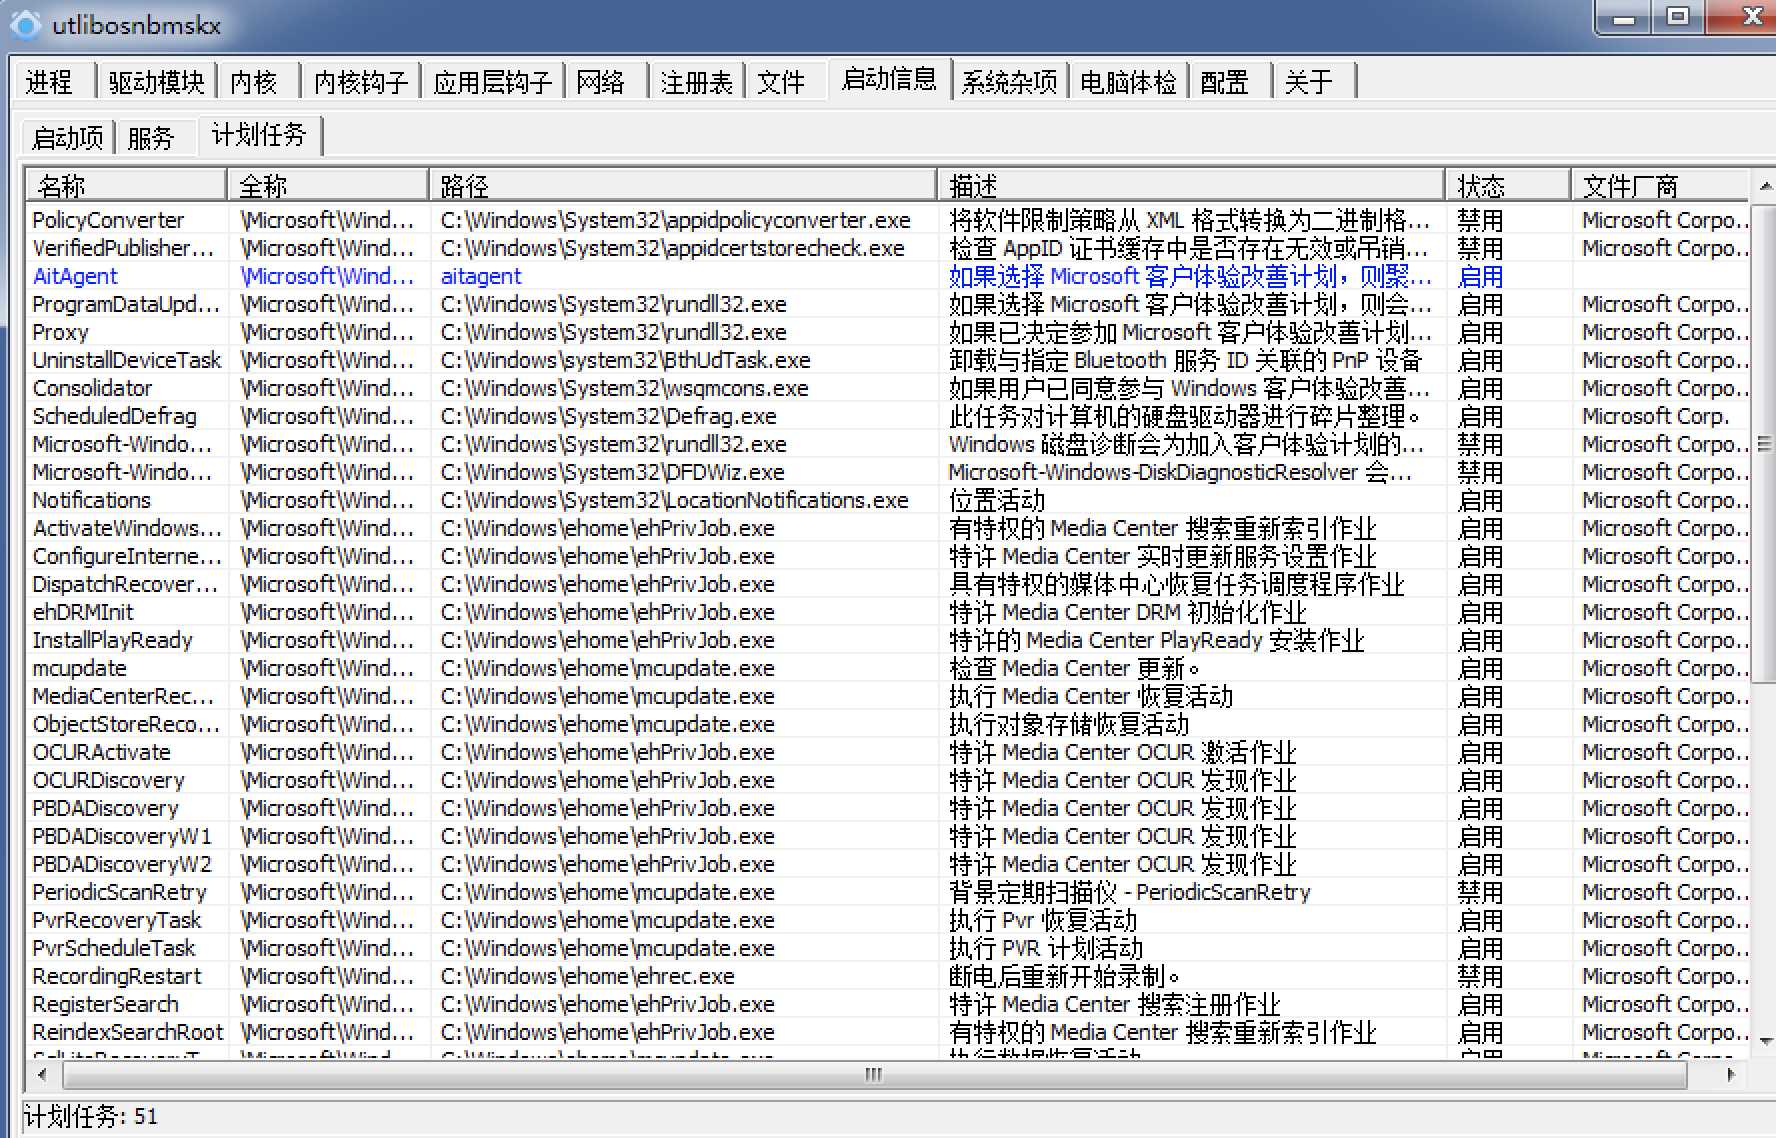 utlibosnbmskx
进程 驱动模块 内核 内核钩子 应用层钩子 网络 注册表 文件 启动信息 系统杂项 电脑体检 配置 关于
启动项 服务 计划任务
名称 全称 路径 描述 状态 文件厂商
PolicyConverter \Microsoft\Wind... C:\Windows\System32\appidpolicyconverter.exe 将软件限制策略从 XML 格式转换为二进制格... 禁用 Microsoft Corpo..
VerifiedPublisher... \Microsoft\Wind... C:\Windows\System32\appidcertstorecheck.exe 检查 AppID 证书缓存中是否存在无效或吊销... 禁用 Microsoft Corpo..
AitAgent \Microsoft\Wind... aitagent 如果选择 Microsoft 客户体验改善计划，则聚... 启用
ProgramDataUpd... \Microsoft\Wind... C:\Windows\System32\rundll32.exe 如果选择 Microsoft 客户体验改善计划，则会... 启用 Microsoft Corpo..
Proxy \Microsoft\Wind... C:\Windows\System32\rundll32.exe 如果已决定参加 Microsoft 客户体验改善计划... 启用 Microsoft Corpo..
UninstallDeviceTask \Microsoft\Wind... C:\Windows\system32\BthUdTask.exe 卸载与指定 Bluetooth 服务 ID 关联的 PnP 设备 启用 Microsoft Corpo..
Consolidator \Microsoft\Wind... C:\Windows\System32\wsqmcons.exe 如果用户已同意参与 Windows 客户体验改善... 启用 Microsoft Corpo..
ScheduledDefrag \Microsoft\Wind... C:\Windows\System32\Defrag.exe 此任务对计算机的硬盘驱动器进行碎片整理。 启用 Microsoft Corp.
Microsoft-Windo... \Microsoft\Wind... C:\Windows\System32\rundll32.exe Windows 磁盘诊断会为加入客户体验计划的... 禁用 Microsoft Corpo..
Microsoft-Windo... \Microsoft\Wind... C:\Windows\System32\DFDWiz.exe Microsoft-Windows-DiskDiagnosticResolver 会... 禁用 Microsoft Corpo..
Notifications \Microsoft\Wind... C:\Windows\System32\LocationNotifications.exe 位置活动 启用 Microsoft Corpo..
ActivateWindows... \Microsoft\Wind... C:\Windows\ehome\ehPrivJob.exe 有特权的 Media Center 搜索重新索引作业 启用 Microsoft Corpo..
ConfigureInterne... \Microsoft\Wind... C:\Windows\ehome\ehPrivJob.exe 特许 Media Center 实时更新服务设置作业 启用 Microsoft Corpo..
DispatchRecover... \Microsoft\Wind... C:\Windows\ehome\ehPrivJob.exe 具有特权的媒体中心恢复任务调度程序作业 启用 Microsoft Corpo..
ehDRMInit \Microsoft\Wind... C:\Windows\ehome\ehPrivJob.exe 特许 Media Center DRM 初始化作业 启用 Microsoft Corpo..
InstallPlayReady \Microsoft\Wind... C:\Windows\ehome\ehPrivJob.exe 特许的 Media Center PlayReady 安装作业 启用 Microsoft Corpo..
mcupdate \Microsoft\Wind... C:\Windows\ehome\mcupdate.exe 检查 Media Center 更新。 启用 Microsoft Corpo..
MediaCenterRec... \Microsoft\Wind... C:\Windows\ehome\mcupdate.exe 执行 Media Center 恢复活动 启用 Microsoft Corpo..
ObjectStoreReco... \Microsoft\Wind... C:\Windows\ehome\mcupdate.exe 执行对象存储恢复活动 启用 Microsoft Corpo..
OCURActivate \Microsoft\Wind... C:\Windows\ehome\ehPrivJob.exe 特许 Media Center OCUR 激活作业 启用 Microsoft Corpo..
OCURDiscovery \Microsoft\Wind... C:\Windows\ehome\ehPrivJob.exe 特许 Media Center OCUR 发现作业 启用 Microsoft Corpo..
PBDADiscovery \Microsoft\Wind... C:\Windows\ehome\ehPrivJob.exe 特许 Media Center OCUR 发现作业 启用 Microsoft Corpo..
PBDADiscoveryW1 \Microsoft\Wind... C:\Windows\ehome\ehPrivJob.exe 特许 Media Center OCUR 发现作业 启用 Microsoft Corpo..
PBDADiscoveryW2 \Microsoft\Wind... C:\Windows\ehome\ehPrivJob.exe 特许 Media Center OCUR 发现作业 启用 Microsoft Corpo..
PeriodicScanRetry \Microsoft\Wind... C:\Windows\ehome\mcupdate.exe 背景定期扫描仪 - PeriodicScanRetry 禁用 Microsoft Corpo..
PvrRecoveryTask \Microsoft\Wind... C:\Windows\ehome\mcupdate.exe 执行 Pvr 恢复活动 启用 Microsoft Corpo..
PvrScheduleTask \Microsoft\Wind... C:\Windows\ehome\mcupdate.exe 执行 PVR 计划活动 启用 Microsoft Corpo..
RecordingRestart \Microsoft\Wind... C:\Windows\ehome\ehrec.exe 断电后重新开始录制。 禁用 Microsoft Corpo..
RegisterSearch \Microsoft\Wind... C:\Windows\ehome\ehPrivJob.exe 特许 Media Center 搜索注册作业 启用 Microsoft Corpo..
ReindexSearchRoot \Microsoft\Wind... C:\Windows\ehome\ehPrivJob.exe 有特权的 Media Center 搜索重新索引作业 启用 Microsoft Corpo..
计划任务: 51